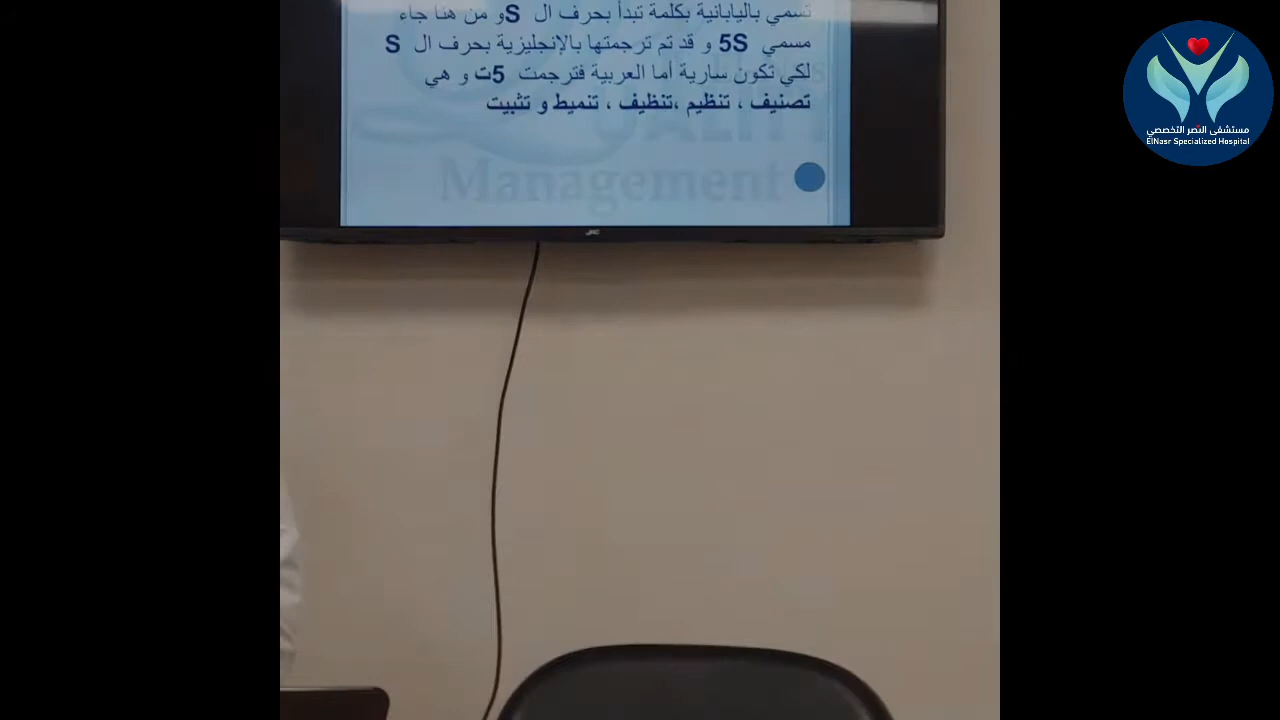 تسمي باليابانية بكلمة تبدأ بحرف ال S و من هنا جاء
مسمي 5S و قد تم ترجمتها بالإنجليزية بحرف ال S
لكي تكون سارية أما العربية فترجمت 5ت و هي
تصنيف ، تنظيم ،تنظيف ، تنميط و تثبيت
Management
JAC
مستشفى النصر التخصصي
ElNasr Specialized Hospital